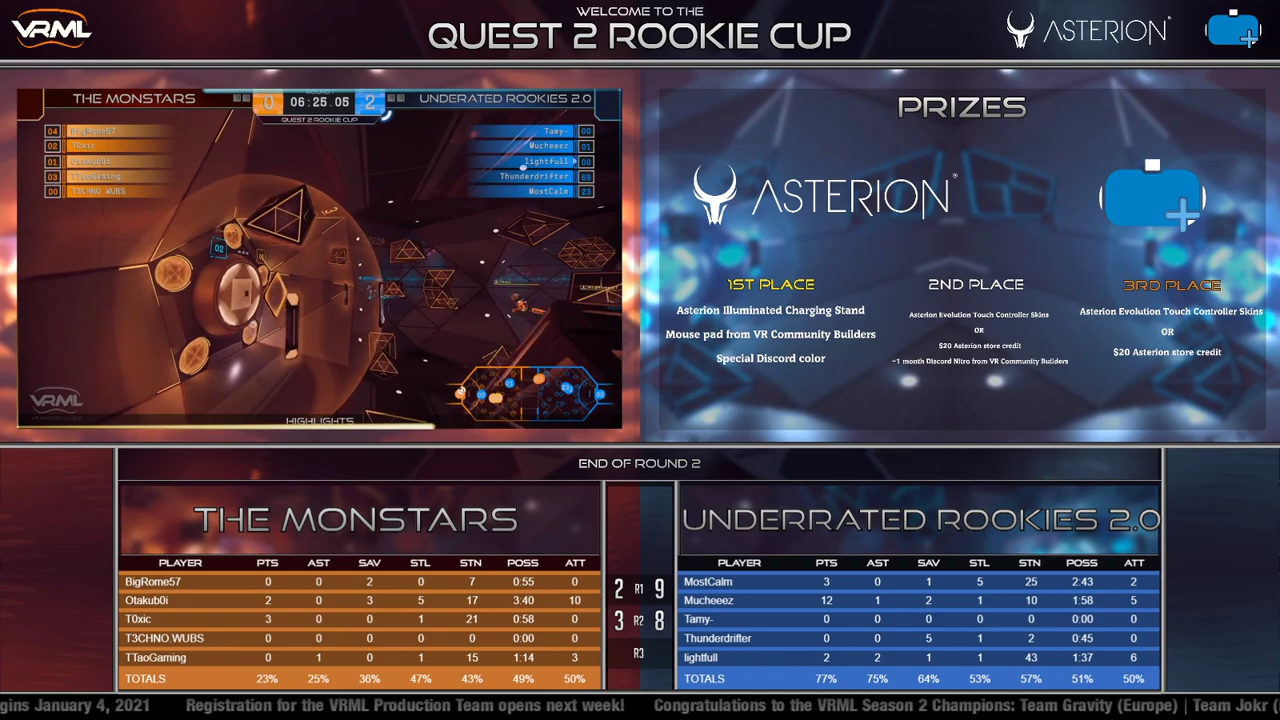 VRML
WELCOME TO THE
QUEST 2 ROOKIE CUP
ASTERION
THE MONSTARS
0
06:25.05
2
UNDERATED ROOKIES 2.0
QUEST 2 ROOKIE CUP
04 BigRome57
02 T0xic
01 Otakub0i
03 TTaoGaming
00 T3CHNO WUBS
Tamy- 00
Mucheeez 01
lightfull 00
Thunderdrifter 69
MostCalm 23
02
VRML
HIGHLIGHTS
PRIZES
ASTERION
1ST PLACE
Asterion Illuminated Charging Stand
Mouse pad from VR Community Builders
Special Discord color
2ND PLACE
Asterion Evolution Touch Controller Skins
OR
$20 Asterion store credit
~1 month Discord Nitro from VR Community Builders
3RD PLACE
Asterion Evolution Touch Controller Skins
OR
$20 Asterion store credit
END OF ROUND 2
THE MONSTARS
PLAYER PTS AST SAV STL STN POSS ATT
BigRome57 0 0 2 0 7 0:55 0
Otakub0i 2 0 3 5 17 3:40 10
T0xic 3 0 0 1 21 0:58 0
T3CHNO WUBS 0 0 0 0 0 0:00 0
TTaoGaming 0 1 0 1 15 1:14 3
TOTALS 23% 25% 36% 47% 43% 49% 50%
2 R1 9
3 R2 8
R3
UNDERRATED ROOKIES 2.0
PLAYER PTS AST SAV STL STN POSS ATT
MostCalm 3 0 1 5 25 2:43 2
Mucheeez 12 1 2 1 10 1:58 5
Tamy- 0 0 0 0 0 0:00 0
Thunderdrifter 0 0 5 1 2 0:45 0
lightfull 2 2 1 1 43 1:37 6
TOTALS 77% 75% 64% 53% 57% 51% 50%
gins January 4, 2021 Registration for the VRML Production Team opens next week! Congratulations to the VRML Season 2 Champions: Team Gravity (Europe) | Team Jokr (